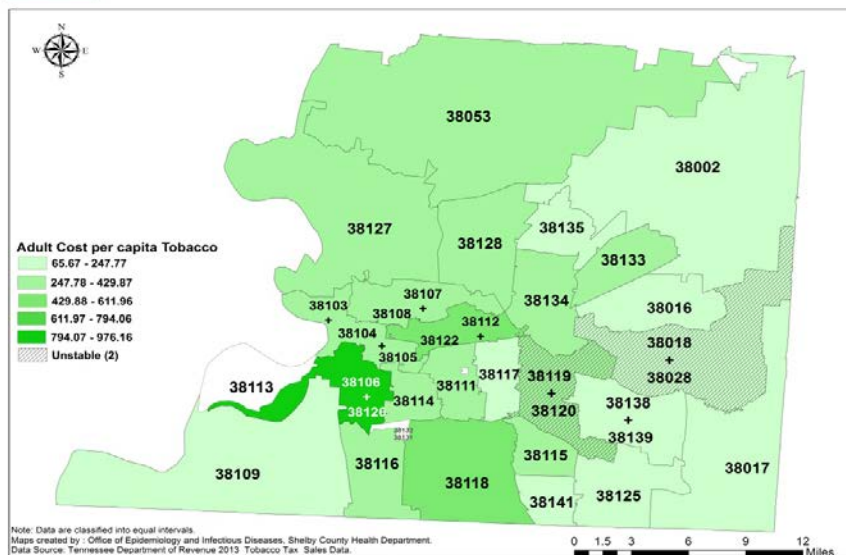 N
W E
S
38053
38002
38127
38128
38135
38133
Adult Cost per capita Tobacco
65.67 - 247.77
247.78 - 429.87
429.88 - 611.96
611.97 - 794.06
794.07 - 976.16
Unstable (2)
38134
38016
38103
+
38107
+
38108
38112
+
38122
38104
+
38105
38018
+
38028
38113
38106
+
38126
38114
38111
38117
38119
+
38120
38138
+
38139
38109
38116
38118
38115
38141
38125
38017
Note: Data are classified into equal intervals.
Maps created by : Office of Epidemiology and Infectious Diseases, Shelby County Health Department.
Data Source: Tennessee Department of Revenue 2013 Tobacco Tax Sales Data.
0 1.5 3 6 9 12
Miles